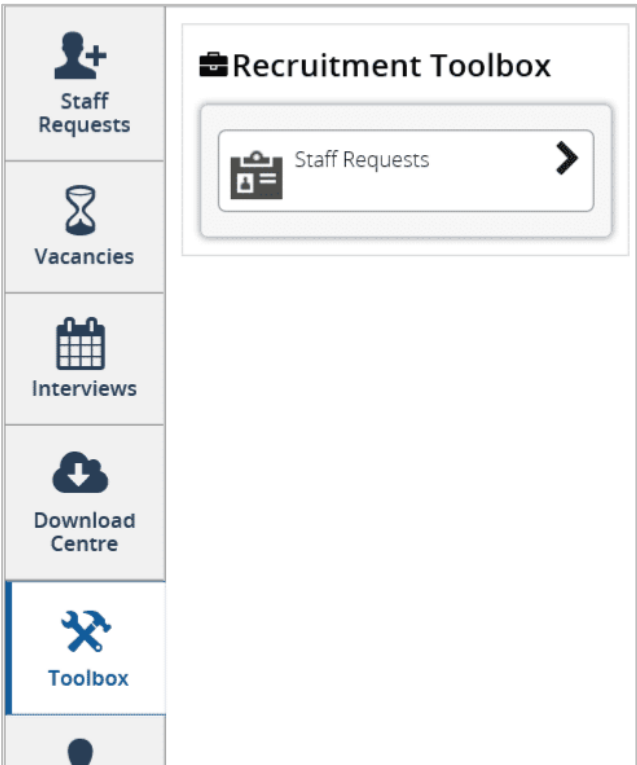 Staff
Requests
Vacancies
Interviews
Download
Centre
Toolbox
Recruitment Toolbox
Staff Requests